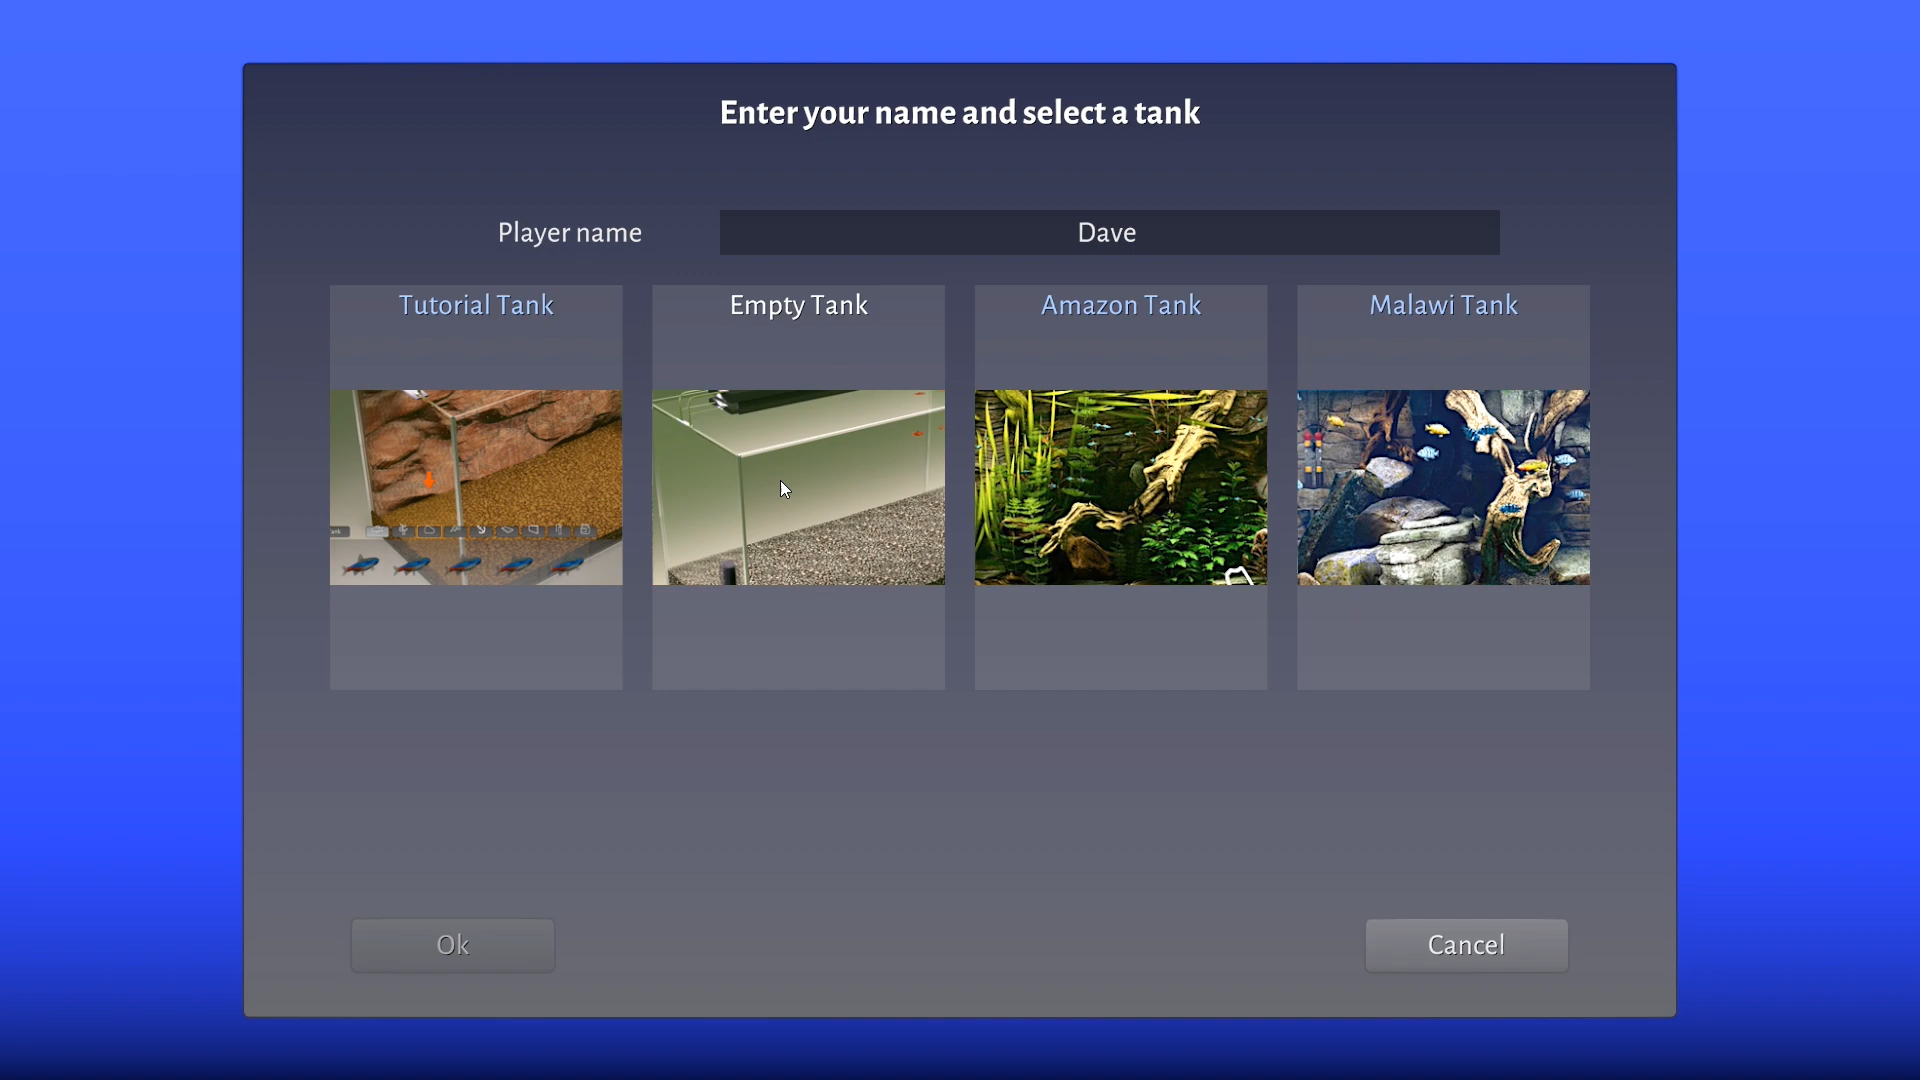 Enter your name and select a tank
Player name
Dave
Tutorial Tank
Empty Tank
Amazon Tank
Malawi Tank
Ok
Cancel